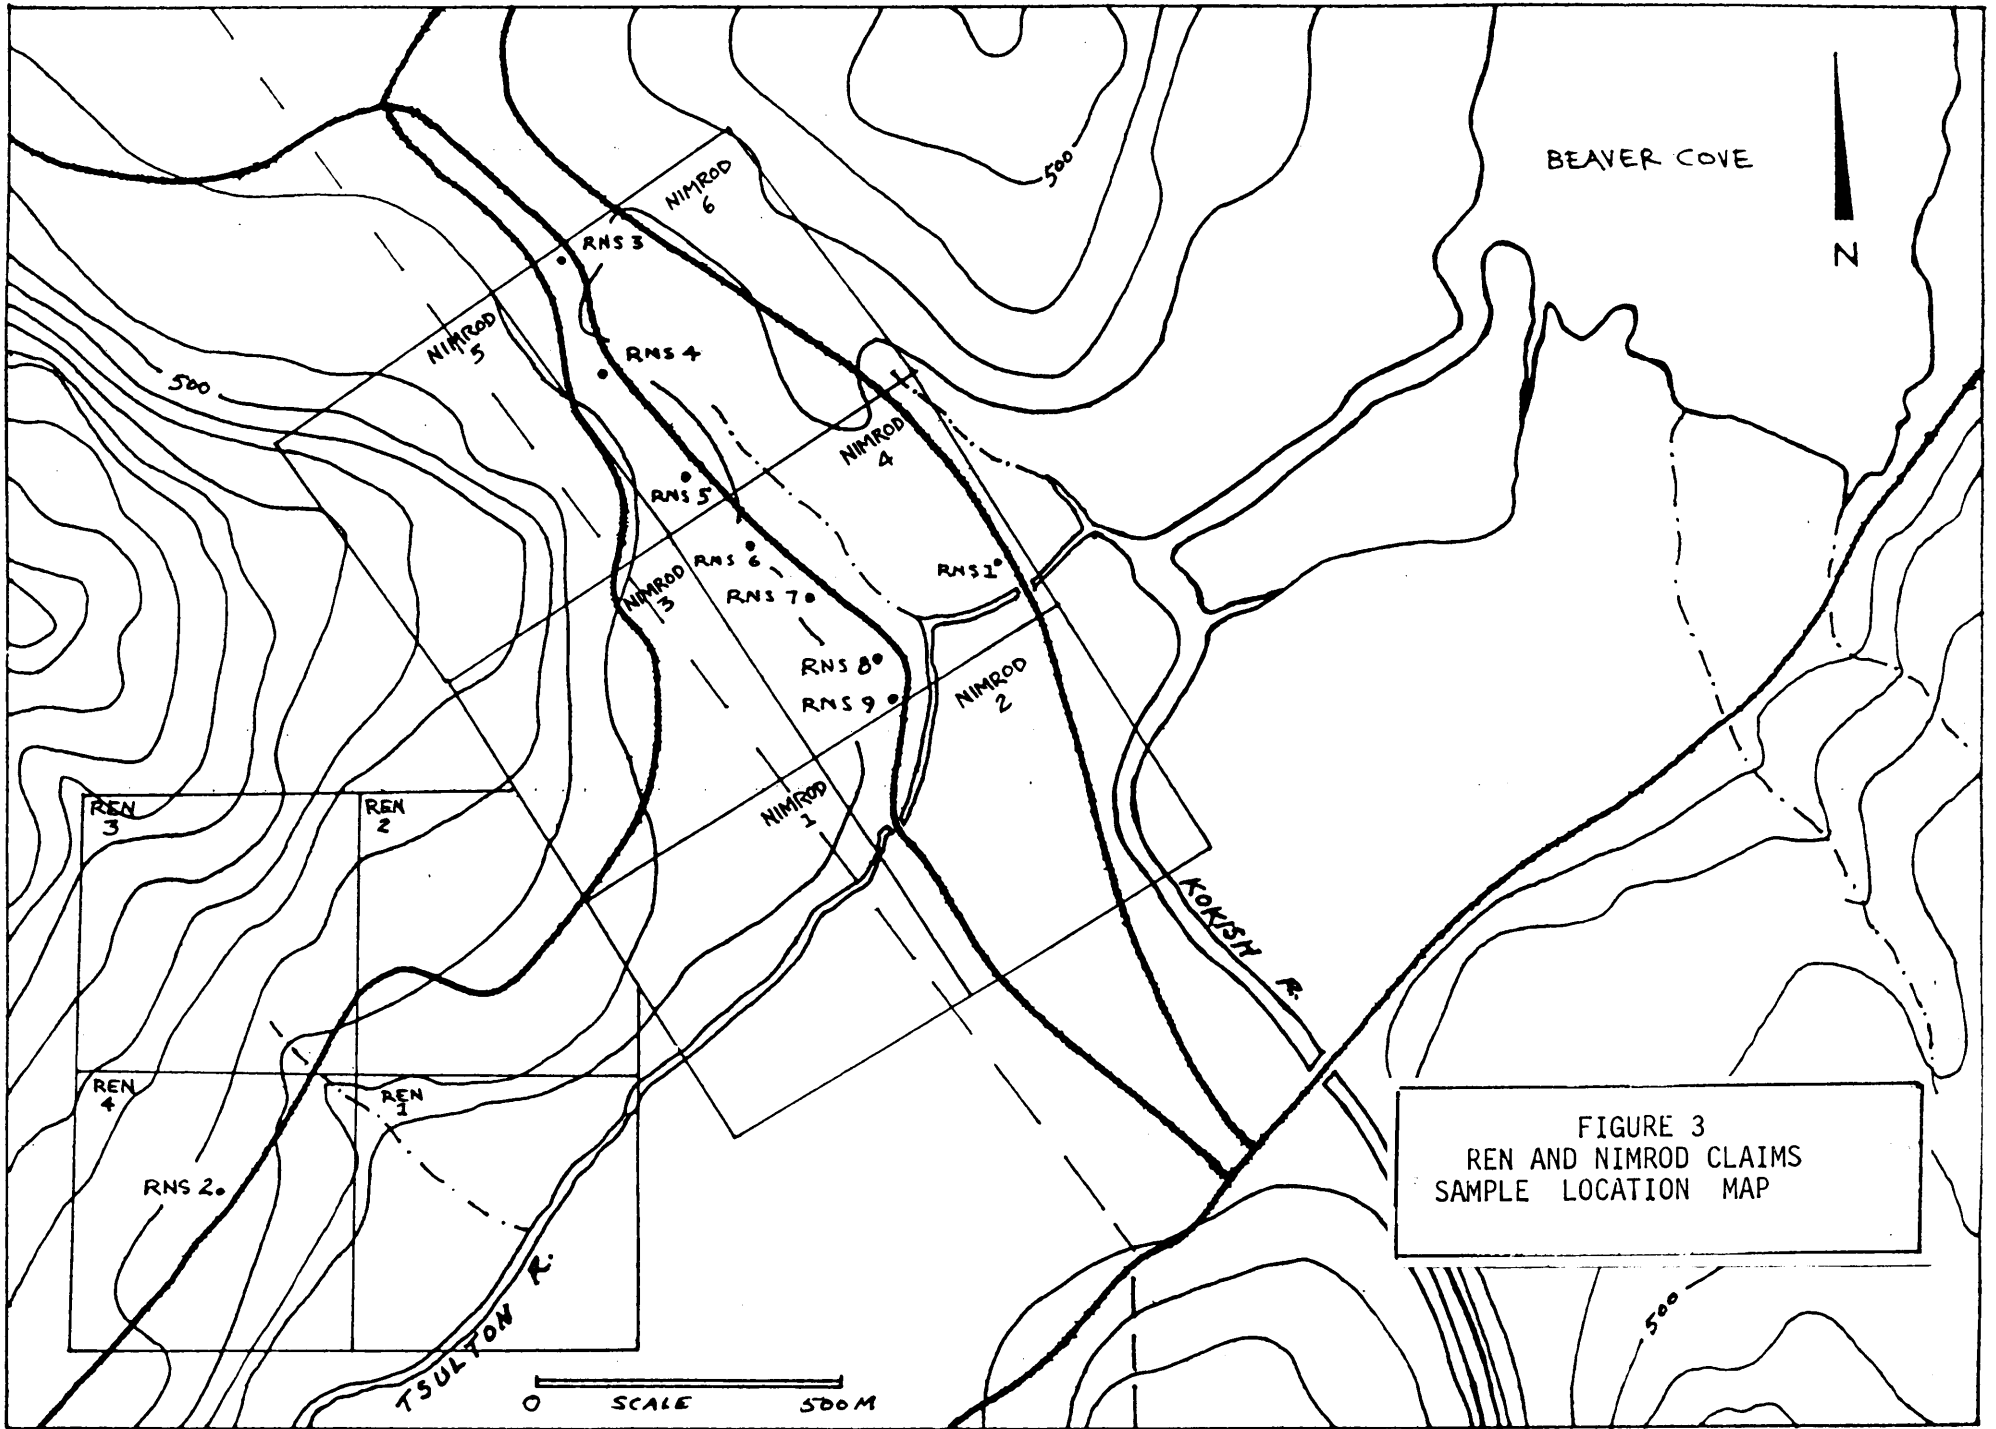 BEAVER COVE
N
500
NIMROD
6
RNS 3
NIMROD
5
RNS 4
500
NIMROD
4
RNS 5
RNS 6
RNS 1
NIMROD
3
RNS 7
RNS 8
RNS 9
NIMROD
2
NIMROD
1
REN
3
REN
2
KOKISH R.
REN
4
REN
1
RNS 2
TSULTON R.
FIGURE 3
REN AND NIMROD CLAIMS
SAMPLE LOCATION MAP
500
0 SCALE 500M